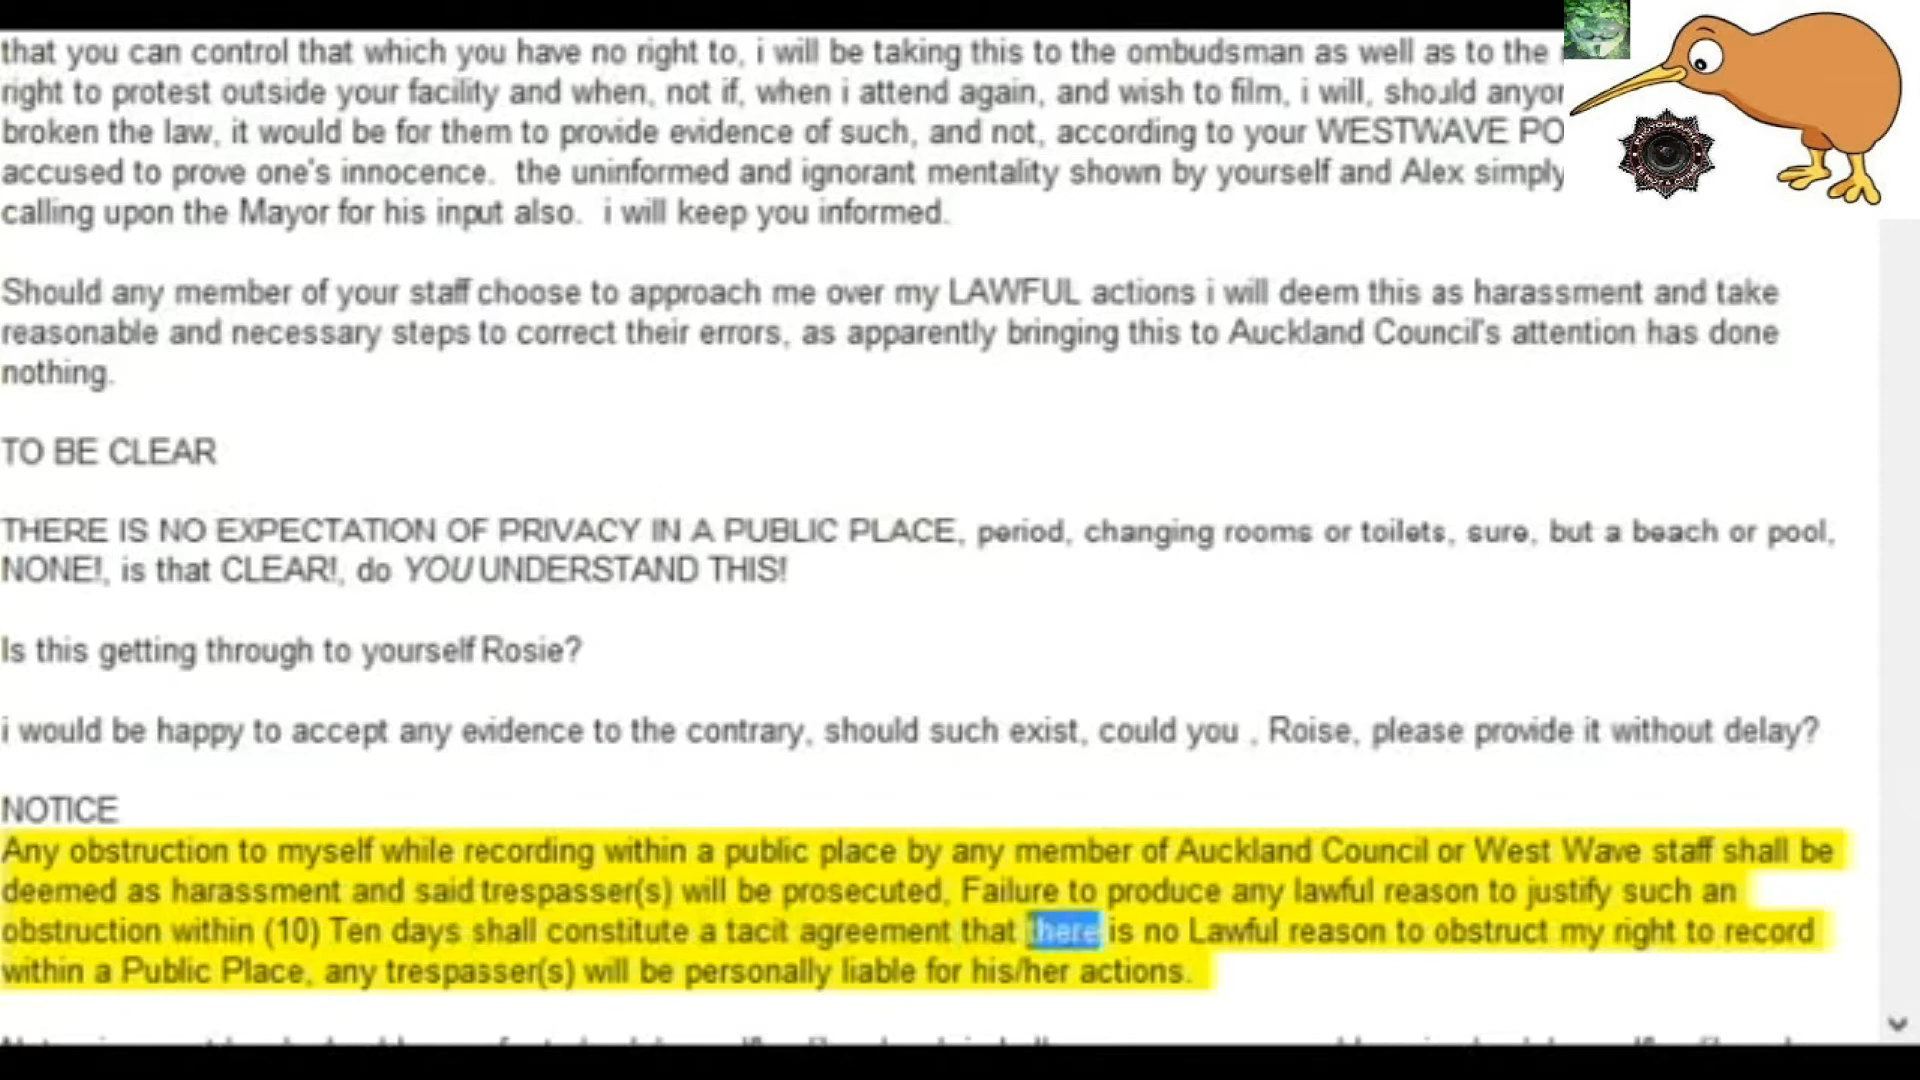 that you can control that which you have no right to, i will be taking this to the ombudsman as well as to the
right to protest outside your facility and when, not if, when i attend again, and wish to film, i will, should anyor
broken the law, it would be for them to provide evidence of such, and not, according to your WESTWAVE PO
accused to prove one's innocence. the uninformed and ignorant mentality shown by yourself and Alex simply
calling upon the Mayor for his input also. i will keep you informed.
Should any member of your staff choose to approach me over my LAWFUL actions i will deem this as harassment and take
reasonable and necessary steps to correct their errors, as apparently bringing this to Auckland Council's attention has done
nothing.
TO BE CLEAR
THERE IS NO EXPECTATION OF PRIVACY IN A PUBLIC PLACE, period, changing rooms or toilets, sure, but a beach or pool,
NONE!, is that CLEAR!, do YOU UNDERSTAND THIS!
Is this getting through to yourself Rosie?
i would be happy to accept any evidence to the contrary, should such exist, could you , Roise, please provide it without delay?
NOTICE
Any obstruction to myself while recording within a public place by any member of Auckland Council or West Wave staff shall be
deemed as harassment and said trespasser(s) will be prosecuted, Failure to produce any lawful reason to justify such an
obstruction within (10) Ten days shall constitute a tacit agreement that there is no Lawful reason to obstruct my right to record
within a Public Place, any trespasser(s) will be personally liable for his/her actions.